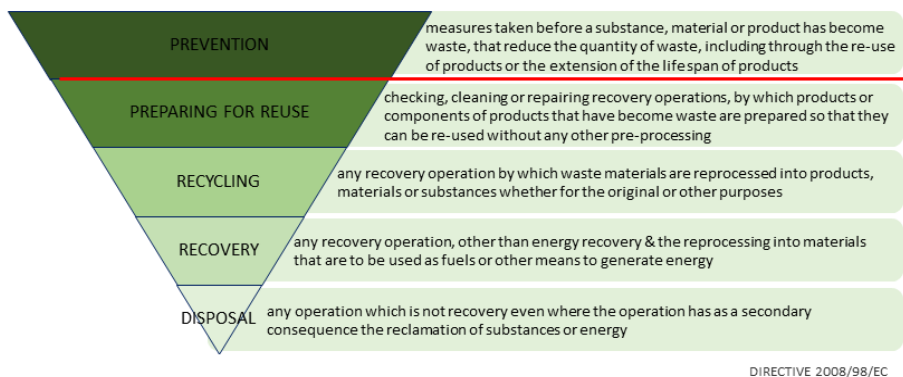 PREVENTION
measures taken before a substance, material or product has become
waste, that reduce the quantity of waste, including through the re-use
of products or the extension of the life span of products
PREPARING FOR REUSE
checking, cleaning or repairing recovery operations, by which products or
components of products that have become waste are prepared so that they
can be re-used without any other pre-processing
RECYCLING
any recovery operation by which waste materials are reprocessed into products,
materials or substances whether for the original or other purposes
RECOVERY
any recovery operation, other than energy recovery & the reprocessing into materials
that are to be used as fuels or other means to generate energy
DISPOSAL
any operation which is not recovery even where the operation has as a secondary
consequence the reclamation of substances or energy
DIRECTIVE 2008/98/EC